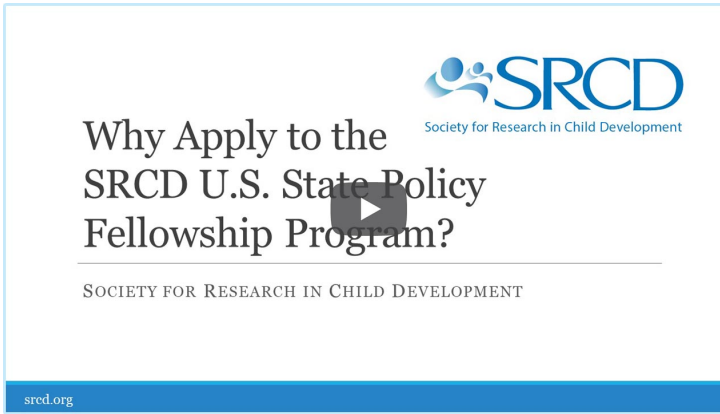 SRCD
Society for Research in Child Development
Why Apply to the
SRCD U.S. State Policy
Fellowship Program?
SOCIETY FOR RESEARCH IN CHILD DEVELOPMENT
srcd.org